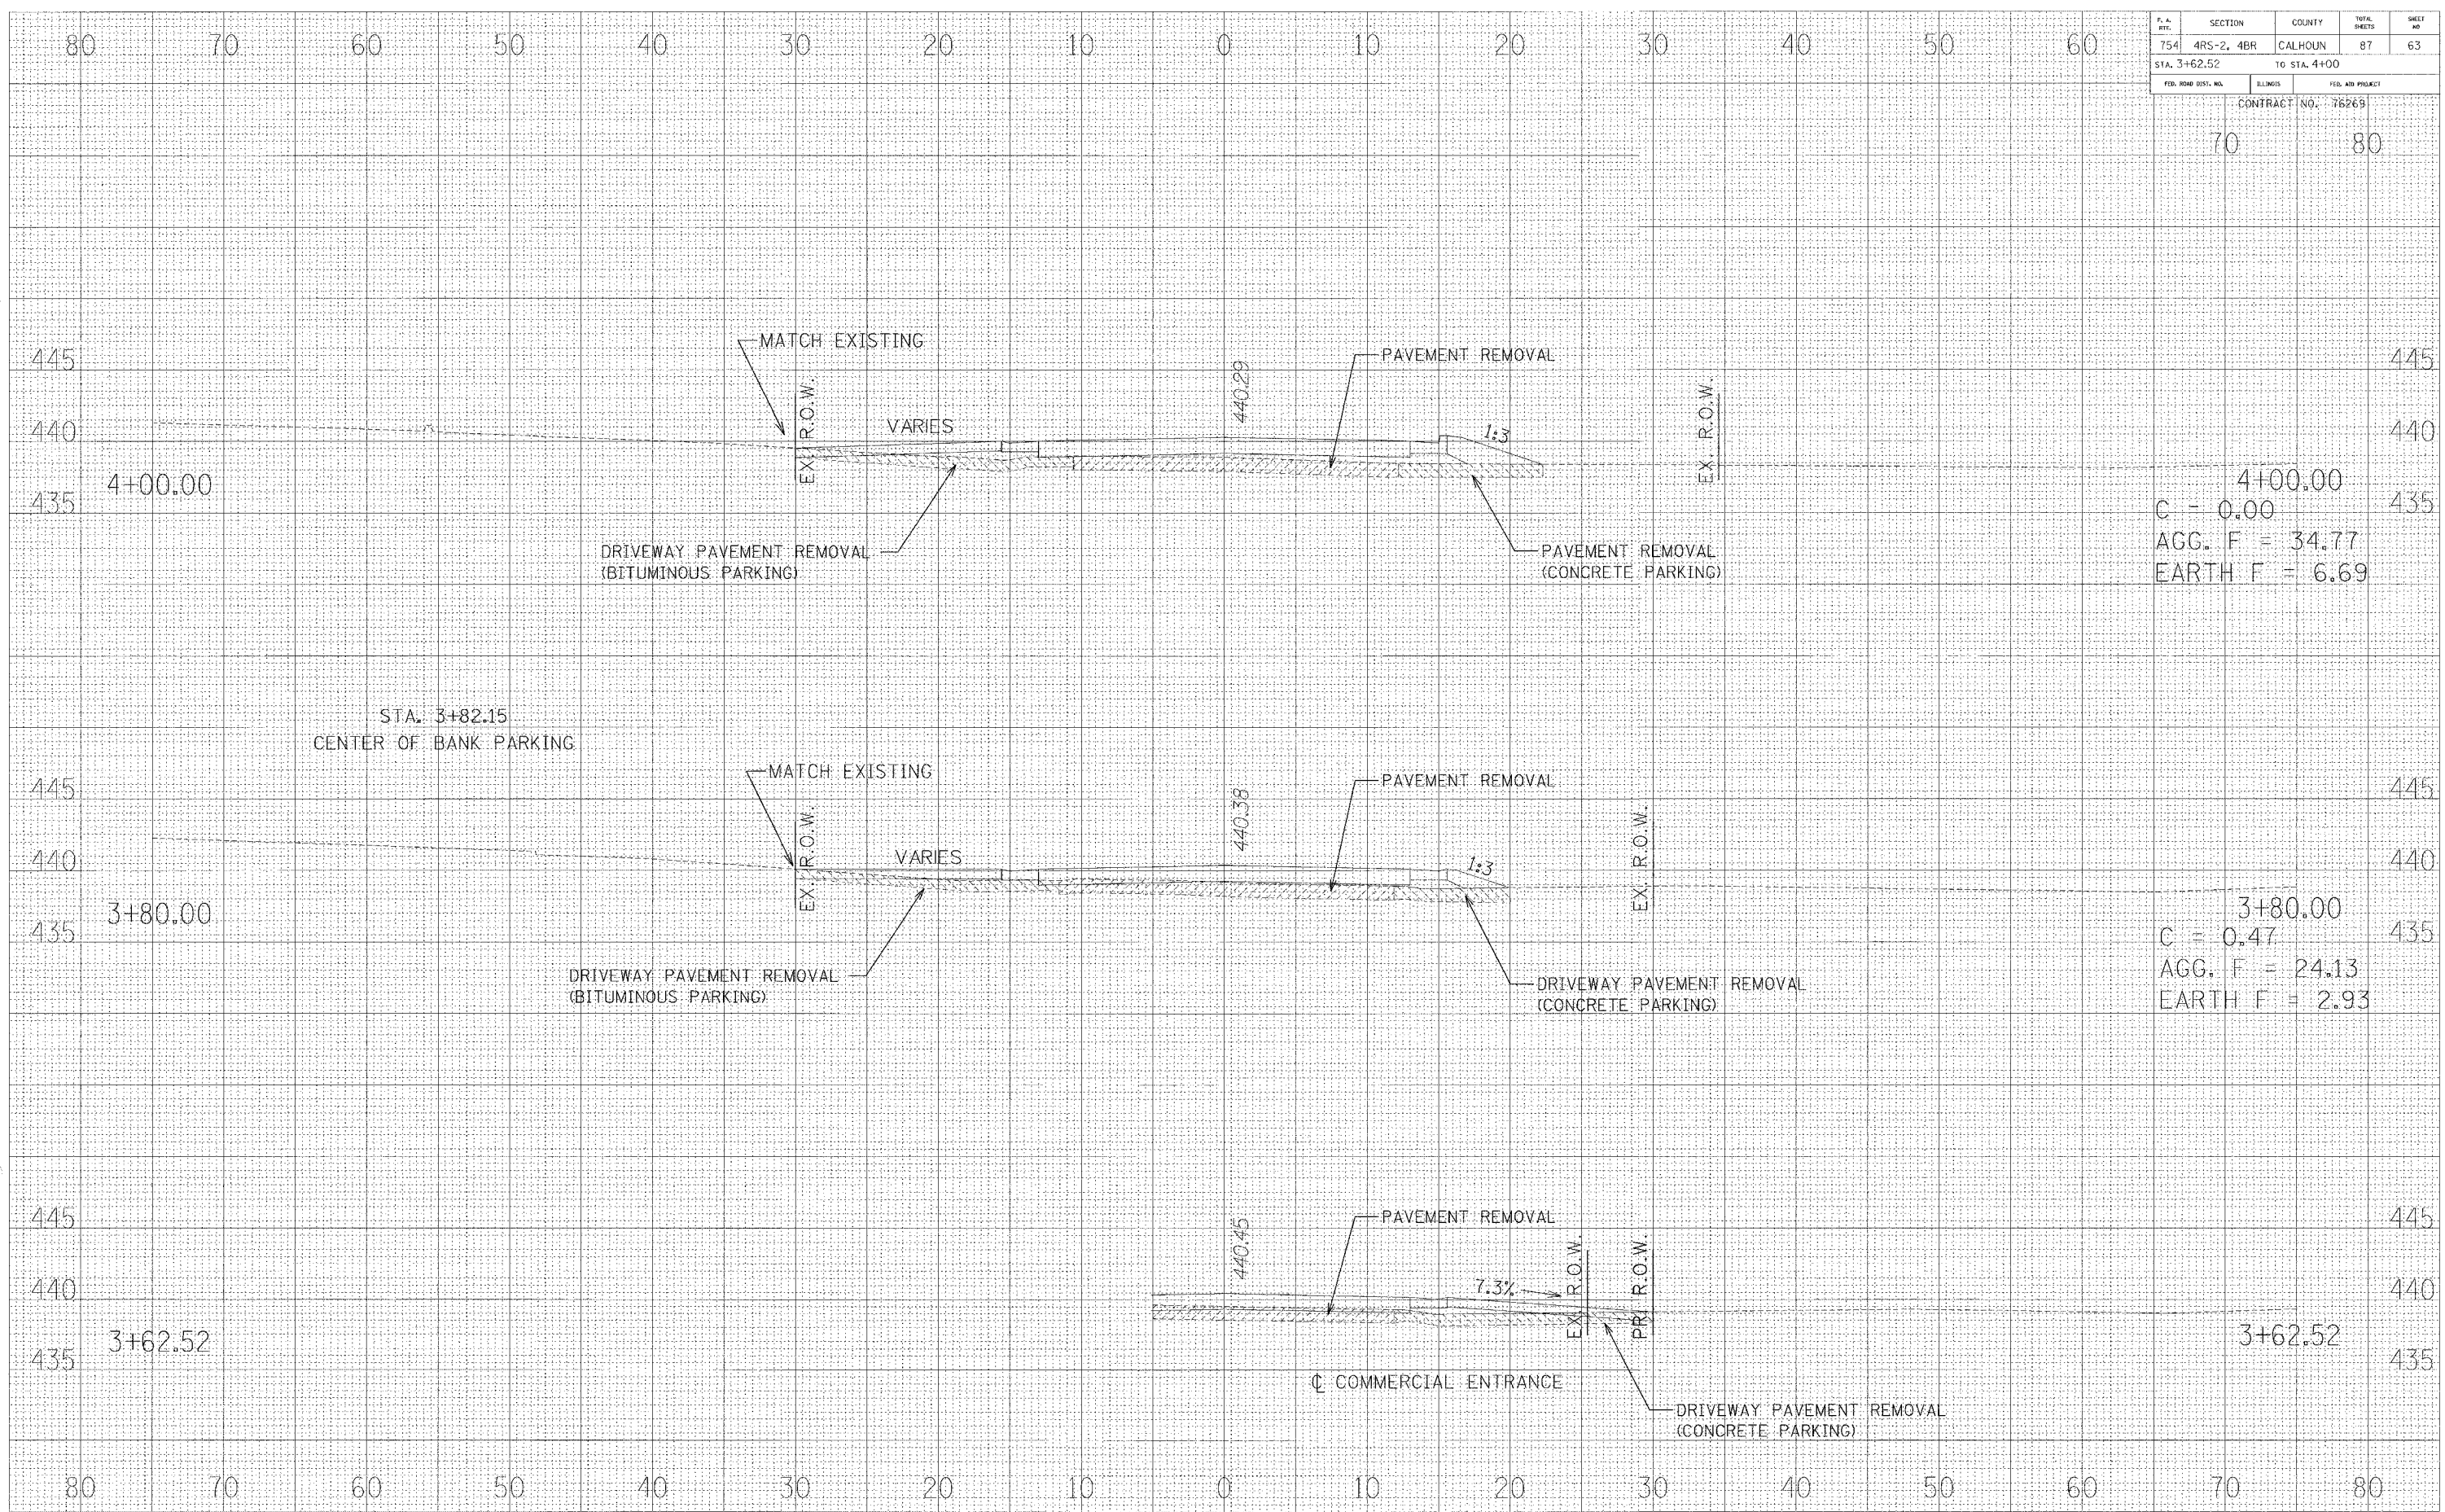 F. A. RTE. SECTION COUNTY TOTAL SHEETS SHEET NO
754 4RS-2, 4BR CALHOUN 87 63
STA. 3+62.52 TO STA. 4+00
FED. ROAD DIST. NO. ILLINOIS FED. AID PROJECT
CONTRACT NO. 76269
80 70 60 50 40 30 20 10 0 10 20 30 40 50 60
70 80
MATCH EXISTING
PAVEMENT REMOVAL
445 445
EX. R.O.W.
VARIES
440.29
1:3
EX. R.O.W.
440 440
4+00.00 4+00.00
435 435
C = 0.00
AGG. F = 34.77
EARTH F = 6.69
DRIVEWAY PAVEMENT REMOVAL
(BITUMINOUS PARKING)
PAVEMENT REMOVAL
(CONCRETE PARKING)
STA. 3+82.15
CENTER OF BANK PARKING
MATCH EXISTING
PAVEMENT REMOVAL
445 445
EX. R.O.W.
VARIES
440.38
1:3
EX. R.O.W.
440 440
3+80.00 3+80.00
435 435
C = 0.47
AGG. F = 24.13
EARTH F = 2.93
DRIVEWAY PAVEMENT REMOVAL
(BITUMINOUS PARKING)
DRIVEWAY PAVEMENT REMOVAL
(CONCRETE PARKING)
PAVEMENT REMOVAL
445 445
440.45
7.3%
EX. R.O.W.
PR. R.O.W.
440 440
3+62.52 3+62.52
435 435
℄ COMMERCIAL ENTRANCE
DRIVEWAY PAVEMENT REMOVAL
(CONCRETE PARKING)
80 70 60 50 40 30 20 10 0 10 20 30 40 50 60 70 80